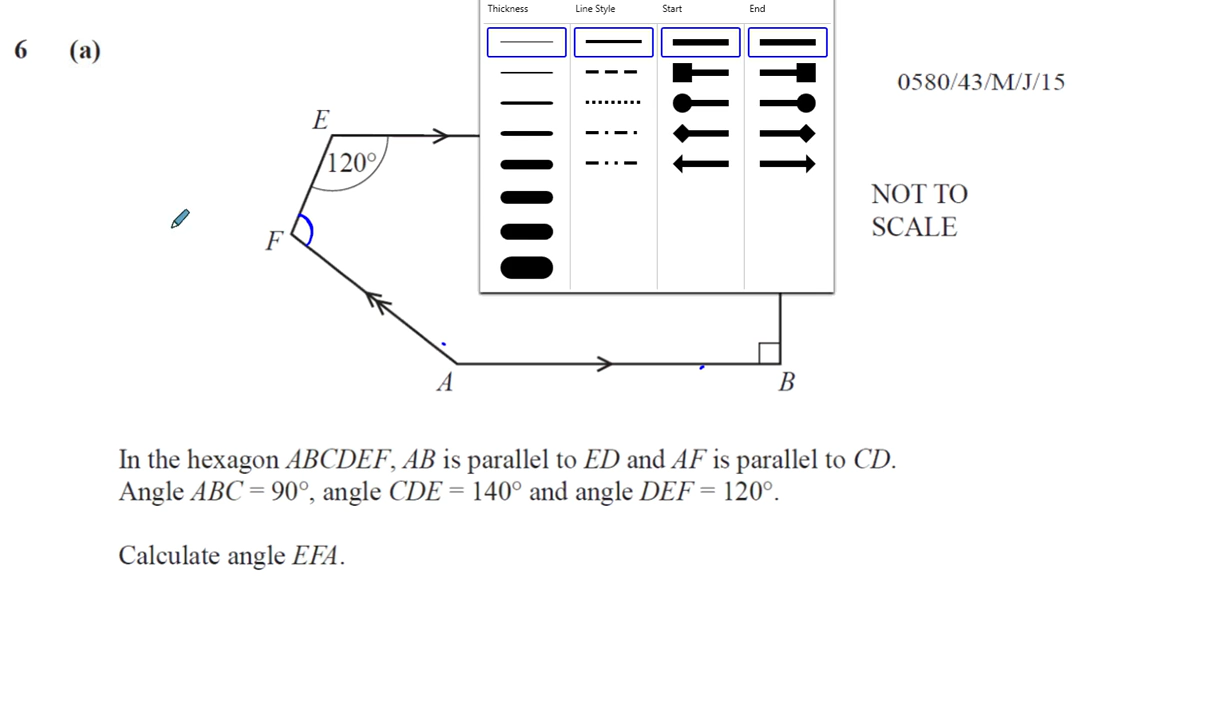 Thickness Line Style Start End
6 (a)
0580/43/M/J/15
E
120°
NOT TO
SCALE
F
A
B
In the hexagon ABCDEF, AB is parallel to ED and AF is parallel to CD.
Angle ABC = 90°, angle CDE = 140° and angle DEF = 120°.
Calculate angle EFA.